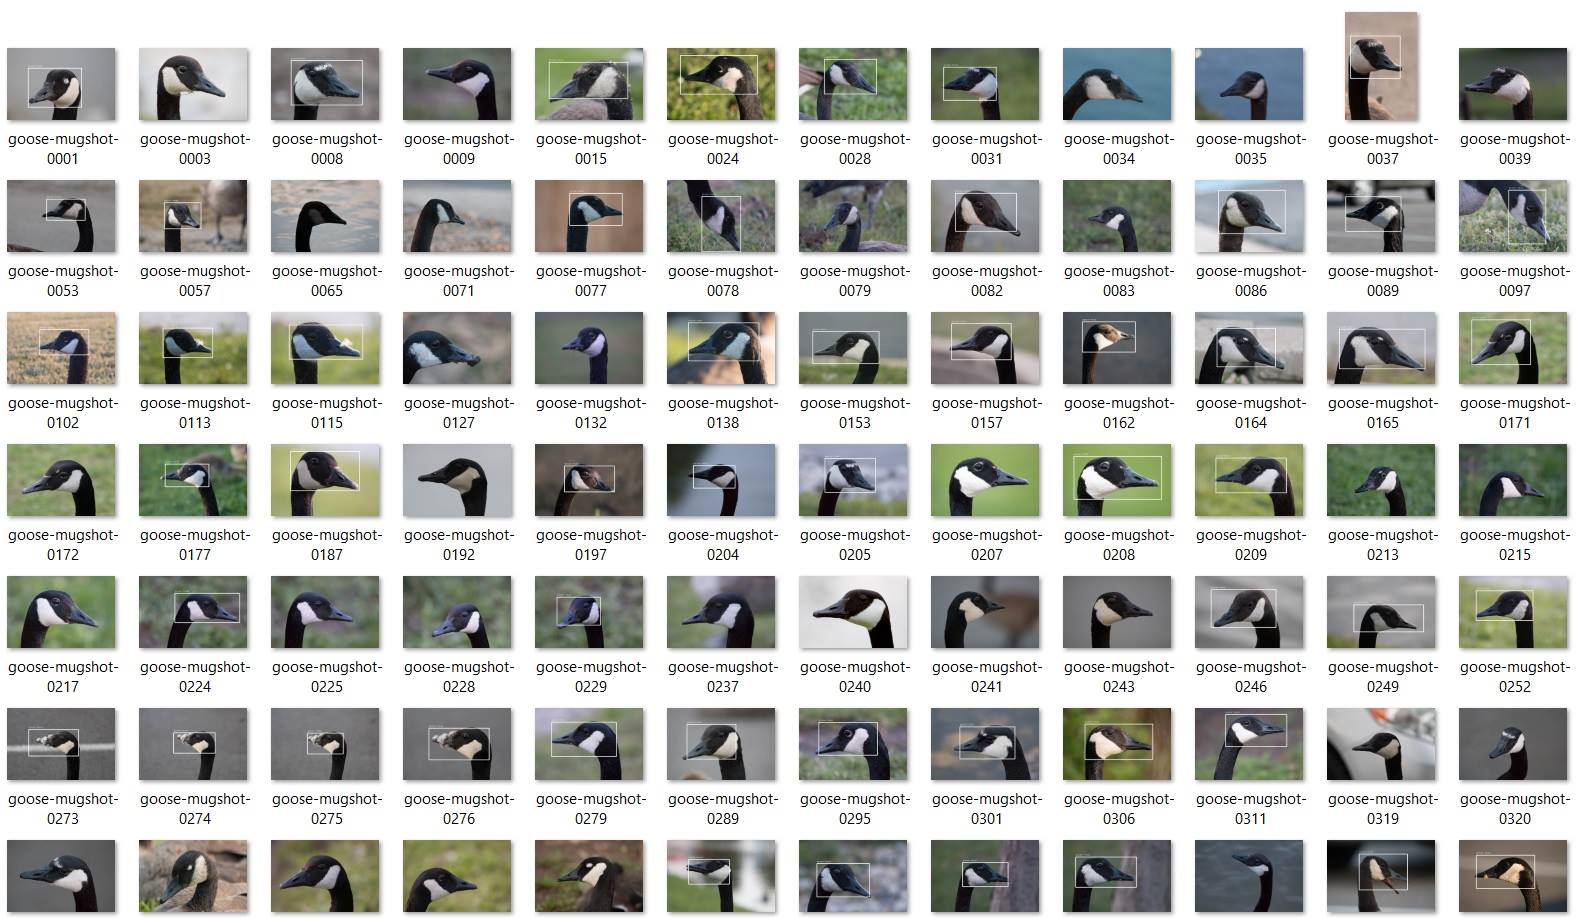 goose-mugshot-
0001
goose-mugshot-
0003
goose-mugshot-
0008
goose-mugshot-
0009
goose-mugshot-
0015
goose-mugshot-
0024
goose-mugshot-
0028
goose-mugshot-
0031
goose-mugshot-
0034
goose-mugshot-
0035
goose-mugshot-
0037
goose-mugshot-
0039
goose-mugshot-
0053
goose-mugshot-
0057
goose-mugshot-
0065
goose-mugshot-
0071
goose-mugshot-
0077
goose-mugshot-
0078
goose-mugshot-
0079
goose-mugshot-
0082
goose-mugshot-
0083
goose-mugshot-
0086
goose-mugshot-
0089
goose-mugshot-
0097
goose-mugshot-
0102
goose-mugshot-
0113
goose-mugshot-
0115
goose-mugshot-
0127
goose-mugshot-
0132
goose-mugshot-
0138
goose-mugshot-
0153
goose-mugshot-
0157
goose-mugshot-
0162
goose-mugshot-
0164
goose-mugshot-
0165
goose-mugshot-
0171
goose-mugshot-
0172
goose-mugshot-
0177
goose-mugshot-
0187
goose-mugshot-
0192
goose-mugshot-
0197
goose-mugshot-
0204
goose-mugshot-
0205
goose-mugshot-
0207
goose-mugshot-
0208
goose-mugshot-
0209
goose-mugshot-
0213
goose-mugshot-
0215
goose-mugshot-
0217
goose-mugshot-
0224
goose-mugshot-
0225
goose-mugshot-
0228
goose-mugshot-
0229
goose-mugshot-
0237
goose-mugshot-
0240
goose-mugshot-
0241
goose-mugshot-
0243
goose-mugshot-
0246
goose-mugshot-
0249
goose-mugshot-
0252
goose-mugshot-
0273
goose-mugshot-
0274
goose-mugshot-
0275
goose-mugshot-
0276
goose-mugshot-
0279
goose-mugshot-
0289
goose-mugshot-
0295
goose-mugshot-
0301
goose-mugshot-
0306
goose-mugshot-
0311
goose-mugshot-
0319
goose-mugshot-
0320